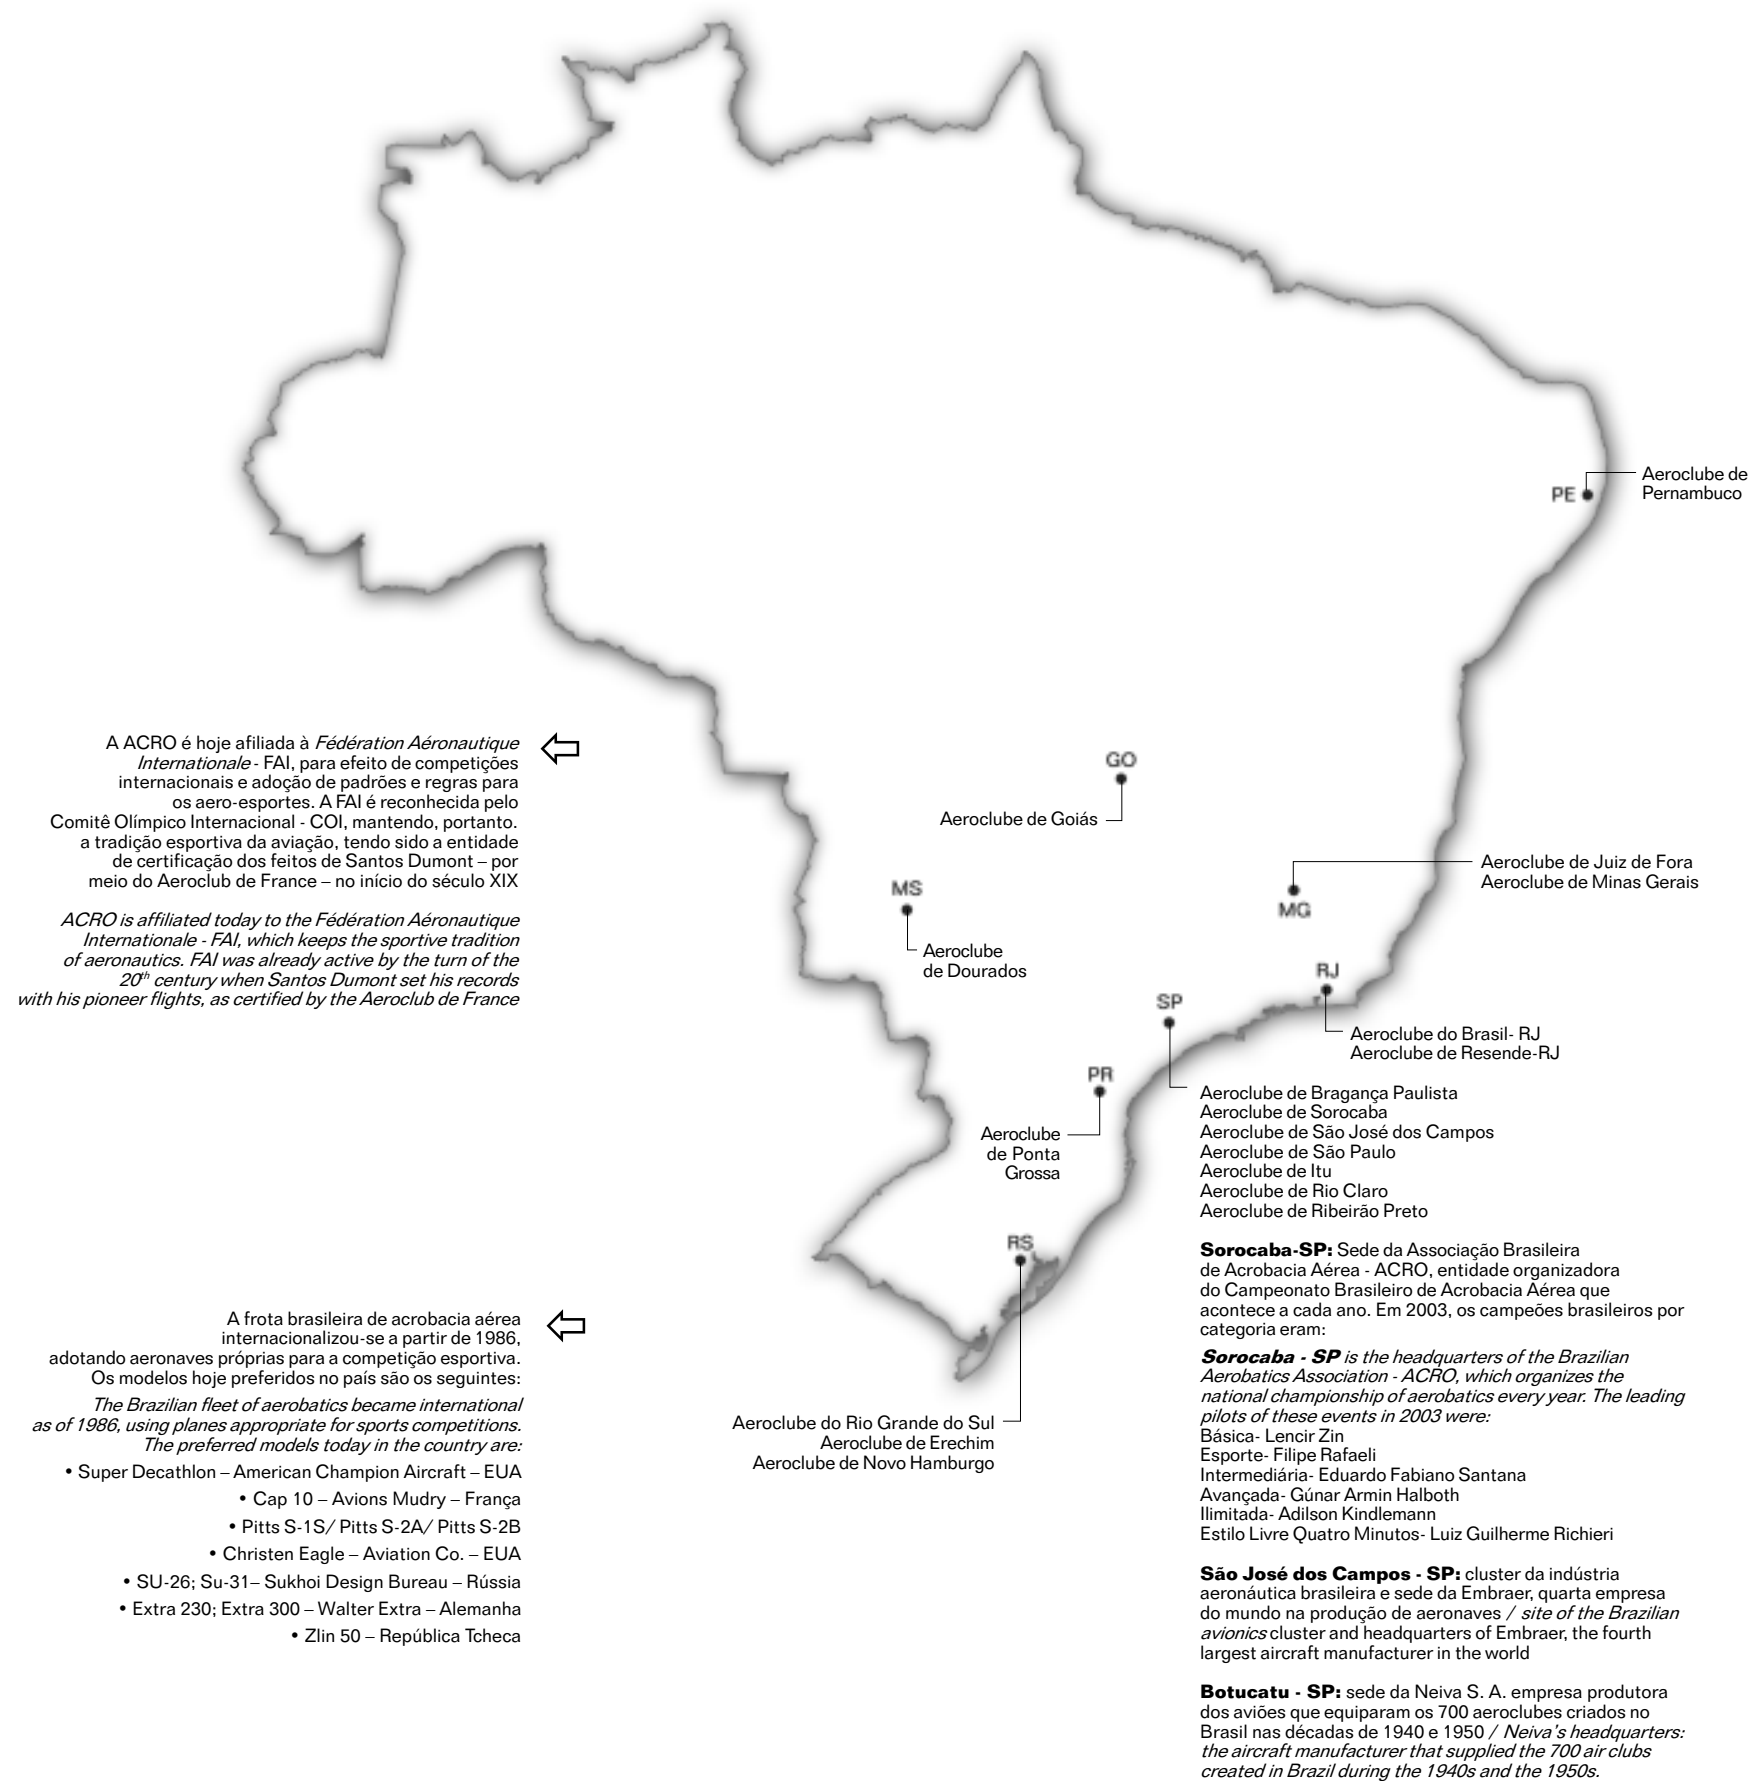 PE
Aeroclube de
Pernambuco
A ACRO é hoje afiliada à Fédération Aéronautique
Internationale - FAI, para efeito de competições
internacionais e adoção de padrões e regras para
os aero-esportes. A FAI é reconhecida pelo
Comitê Olímpico Internacional - COI, mantendo, portanto.
a tradição esportiva da aviação, tendo sido a entidade
de certificação dos feitos de Santos Dumont – por
meio do Aeroclub de France – no início do século XIX
ACRO is affiliated today to the Fédération Aéronautique
Internationale - FAI, which keeps the sportive tradition
of aeronautics. FAI was already active by the turn of the
20th century when Santos Dumont set his records
with his pioneer flights, as certified by the Aeroclub de France
GO
Aeroclube de Goiás
Aeroclube de Juiz de Fora
Aeroclube de Minas Gerais
MG
MS
Aeroclube
de Dourados
RJ
Aeroclube do Brasil- RJ
Aeroclube de Resende-RJ
SP
Aeroclube de Bragança Paulista
Aeroclube de Sorocaba
Aeroclube de São José dos Campos
Aeroclube de São Paulo
Aeroclube de Itu
Aeroclube de Rio Claro
Aeroclube de Ribeirão Preto
PR
Aeroclube
de Ponta
Grossa
RS
Aeroclube do Rio Grande do Sul
Aeroclube de Erechim
Aeroclube de Novo Hamburgo
A frota brasileira de acrobacia aérea
internacionalizou-se a partir de 1986,
adotando aeronaves próprias para a competição esportiva.
Os modelos hoje preferidos no país são os seguintes:
The Brazilian fleet of aerobatics became international
as of 1986, using planes appropriate for sports competitions.
The preferred models today in the country are:
• Super Decathlon – American Champion Aircraft – EUA
• Cap 10 – Avions Mudry – França
• Pitts S-1S/ Pitts S-2A/ Pitts S-2B
• Christen Eagle – Aviation Co. – EUA
• SU-26; Su-31– Sukhoi Design Bureau – Rússia
• Extra 230; Extra 300 – Walter Extra – Alemanha
• Zlin 50 – República Tcheca
Sorocaba-SP: Sede da Associação Brasileira
de Acrobacia Aérea - ACRO, entidade organizadora
do Campeonato Brasileiro de Acrobacia Aérea que
acontece a cada ano. Em 2003, os campeões brasileiros por
categoria eram:
Sorocaba - SP is the headquarters of the Brazilian
Aerobatics Association - ACRO, which organizes the
national championship of aerobatics every year. The leading
pilots of these events in 2003 were:
Básica- Lencir Zin
Esporte- Filipe Rafaeli
Intermediária- Eduardo Fabiano Santana
Avançada- Gúnar Armin Halboth
Ilimitada- Adilson Kindlemann
Estilo Livre Quatro Minutos- Luiz Guilherme Richieri
São José dos Campos - SP: cluster da indústria
aeronáutica brasileira e sede da Embraer, quarta empresa
do mundo na produção de aeronaves / site of the Brazilian
avionics cluster and headquarters of Embraer, the fourth
largest aircraft manufacturer in the world
Botucatu - SP: sede da Neiva S. A. empresa produtora
dos aviões que equiparam os 700 aeroclubes criados no
Brasil nas décadas de 1940 e 1950 / Neiva's headquarters:
the aircraft manufacturer that supplied the 700 air clubs
created in Brazil during the 1940s and the 1950s.